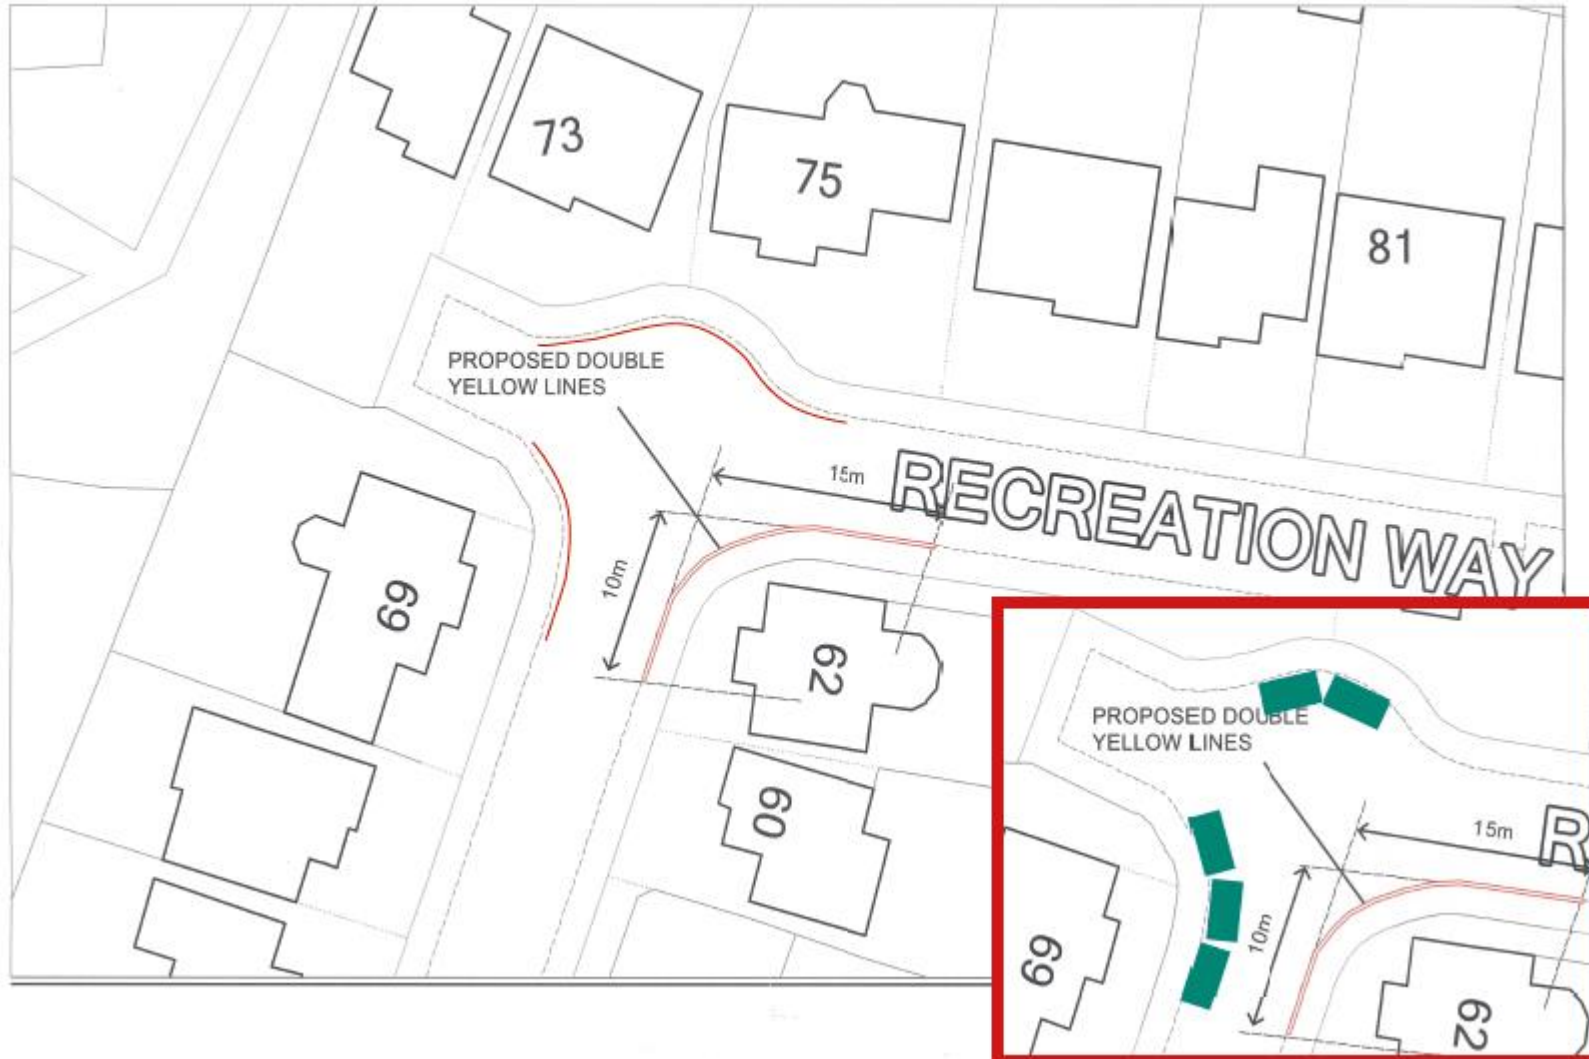 73
75
81
PROPOSED DOUBLE
YELLOW LINES
15m
RECREATION WAY
10m
69
62
60
PROPOSED DOUBLE
YELLOW LINES
15m
R
10m
69
62